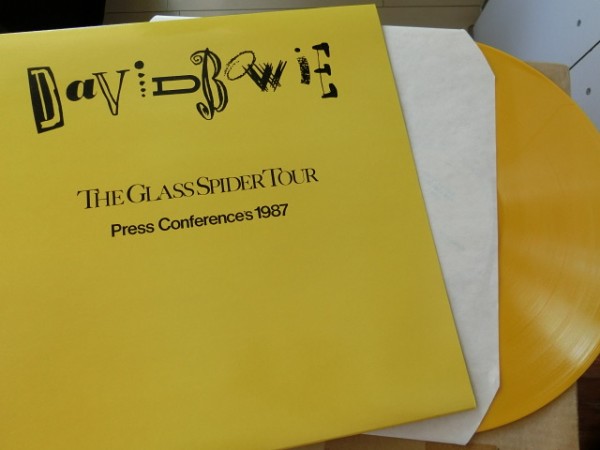 DaViD BOWiE
THE GLASS SPIDER TOUR
Press Conferences 1987